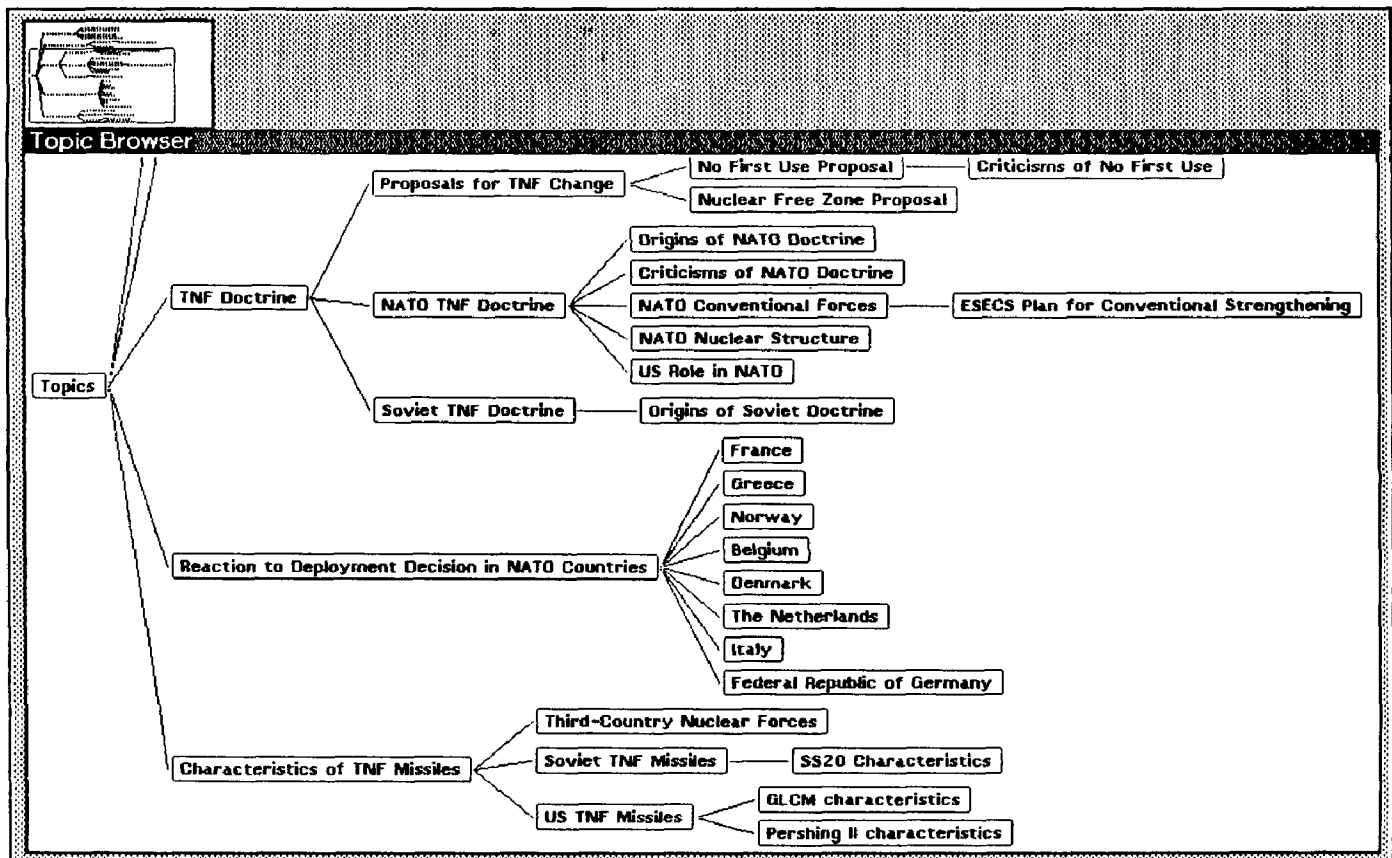 Topic Browser
No First Use Proposal
Criticisms of No First Use
Proposals for TNF Change
Nuclear Free Zone Proposal
Origins of NATO Doctrine
Criticisms of NATO Doctrine
TNF Doctrine
NATO TNF Doctrine
NATO Conventional Forces
ESECS Plan for Conventional Strengthening
NATO Nuclear Structure
US Role in NATO
Topics
Soviet TNF Doctrine
Origins of Soviet Doctrine
France
Greece
Norway
Belgium
Reaction to Deployment Decision in NATO Countries
Denmark
The Netherlands
Italy
Federal Republic of Germany
Third-Country Nuclear Forces
Characteristics of TNF Missiles
Soviet TNF Missiles
SS20 Characteristics
US TNF Missiles
GLCM characteristics
Pershing II characteristics